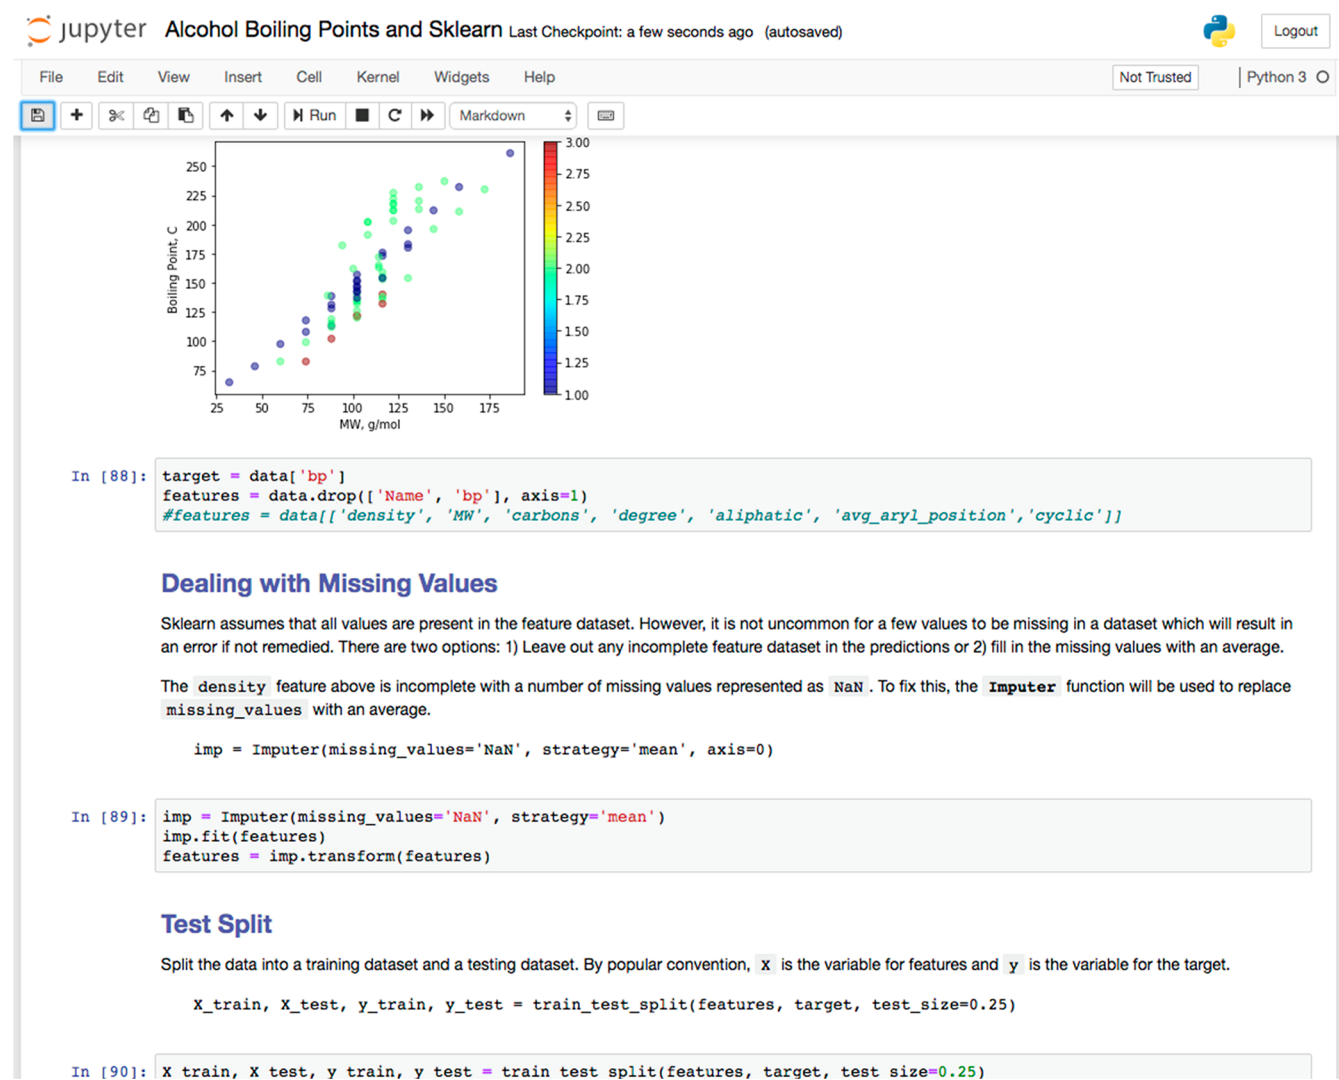 jupyter Alcohol Boiling Points and Sklearn Last Checkpoint: a few seconds ago (autosaved)
Logout
File Edit View Insert Cell Kernel Widgets Help
Not Trusted
Python 3
Run
Markdown
250
225
200
175
150
125
100
75
Boiling Point, C
25 50 75 100 125 150 175
MW, g/mol
3.00
2.75
2.50
2.25
2.00
1.75
1.50
1.25
1.00
In [88]: target = data['bp']
features = data.drop(['Name', 'bp'], axis=1)
#features = data[['density', 'MW', 'carbons', 'degree', 'aliphatic', 'avg_aryl_position','cyclic']]
Dealing with Missing Values
Sklearn assumes that all values are present in the feature dataset. However, it is not uncommon for a few values to be missing in a dataset which will result in
an error if not remedied. There are two options: 1) Leave out any incomplete feature dataset in the predictions or 2) fill in the missing values with an average.
The density feature above is incomplete with a number of missing values represented as NaN . To fix this, the Imputer function will be used to replace
missing_values with an average.
imp = Imputer(missing_values='NaN', strategy='mean', axis=0)
In [89]: imp = Imputer(missing_values='NaN', strategy='mean')
imp.fit(features)
features = imp.transform(features)
Test Split
Split the data into a training dataset and a testing dataset. By popular convention, X is the variable for features and y is the variable for the target.
X_train, X_test, y_train, y_test = train_test_split(features, target, test_size=0.25)
In [90]: X_train, X_test, y_train, y_test = train_test_split(features, target, test_size=0.25)